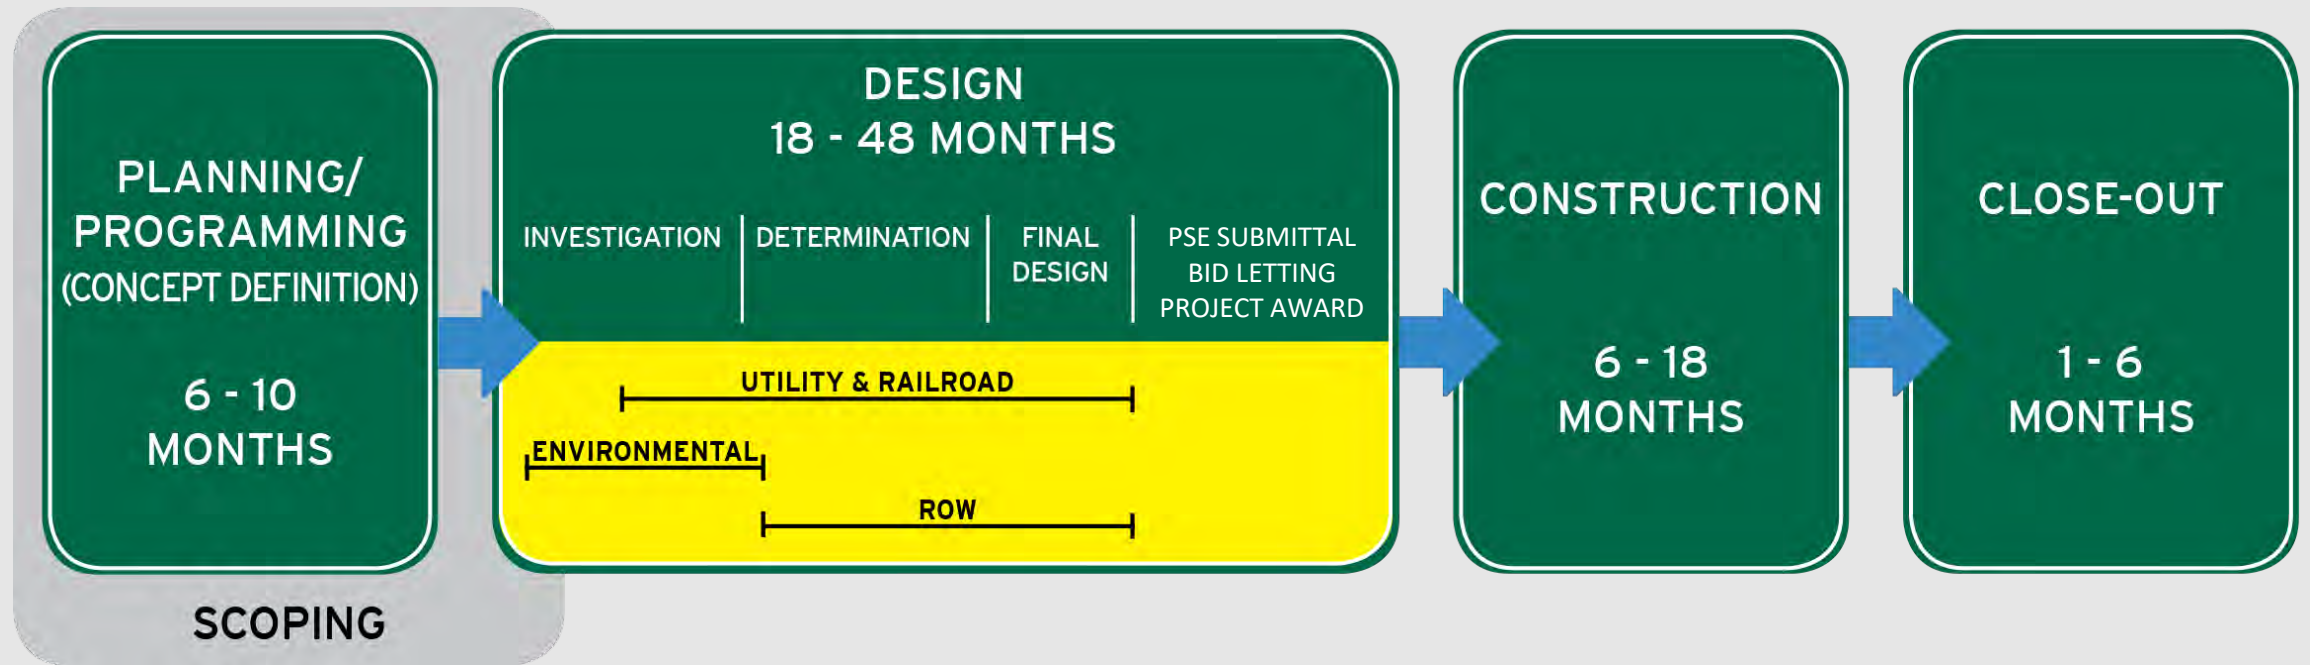 PLANNING/
PROGRAMMING
(CONCEPT DEFINITION)
6 - 10
MONTHS
SCOPING
DESIGN
18 - 48 MONTHS
INVESTIGATION
DETERMINATION
FINAL
DESIGN
PSE SUBMITTAL
BID LETTING
PROJECT AWARD
UTILITY & RAILROAD
ENVIRONMENTAL
ROW
CONSTRUCTION
6 - 18
MONTHS
CLOSE-OUT
1 - 6
MONTHS